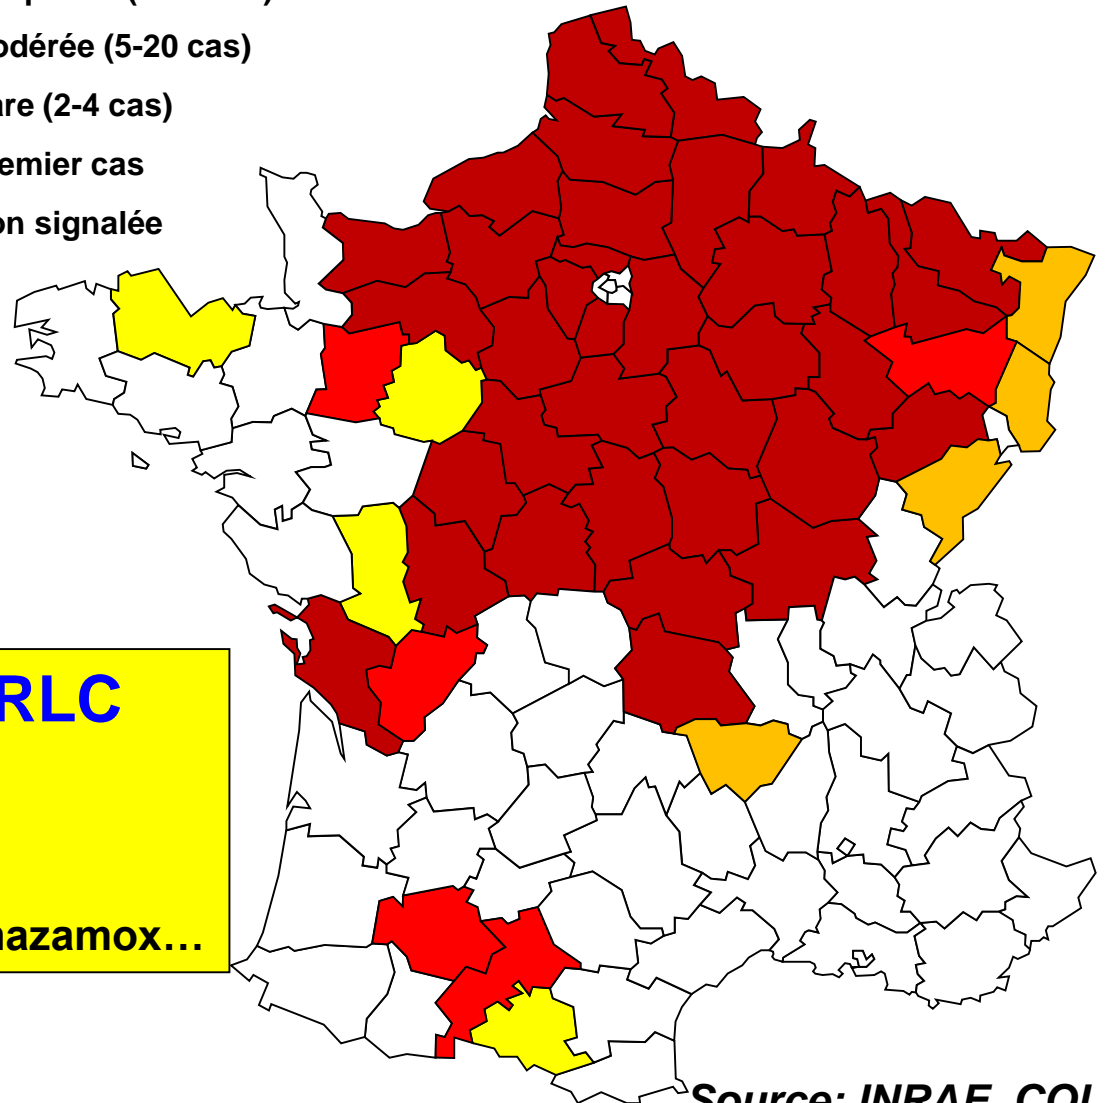 odérée (5-20 cas)
are (2-4 cas)
emier cas
on signalée
RLC
nazamox…
Source: INRAE, COL